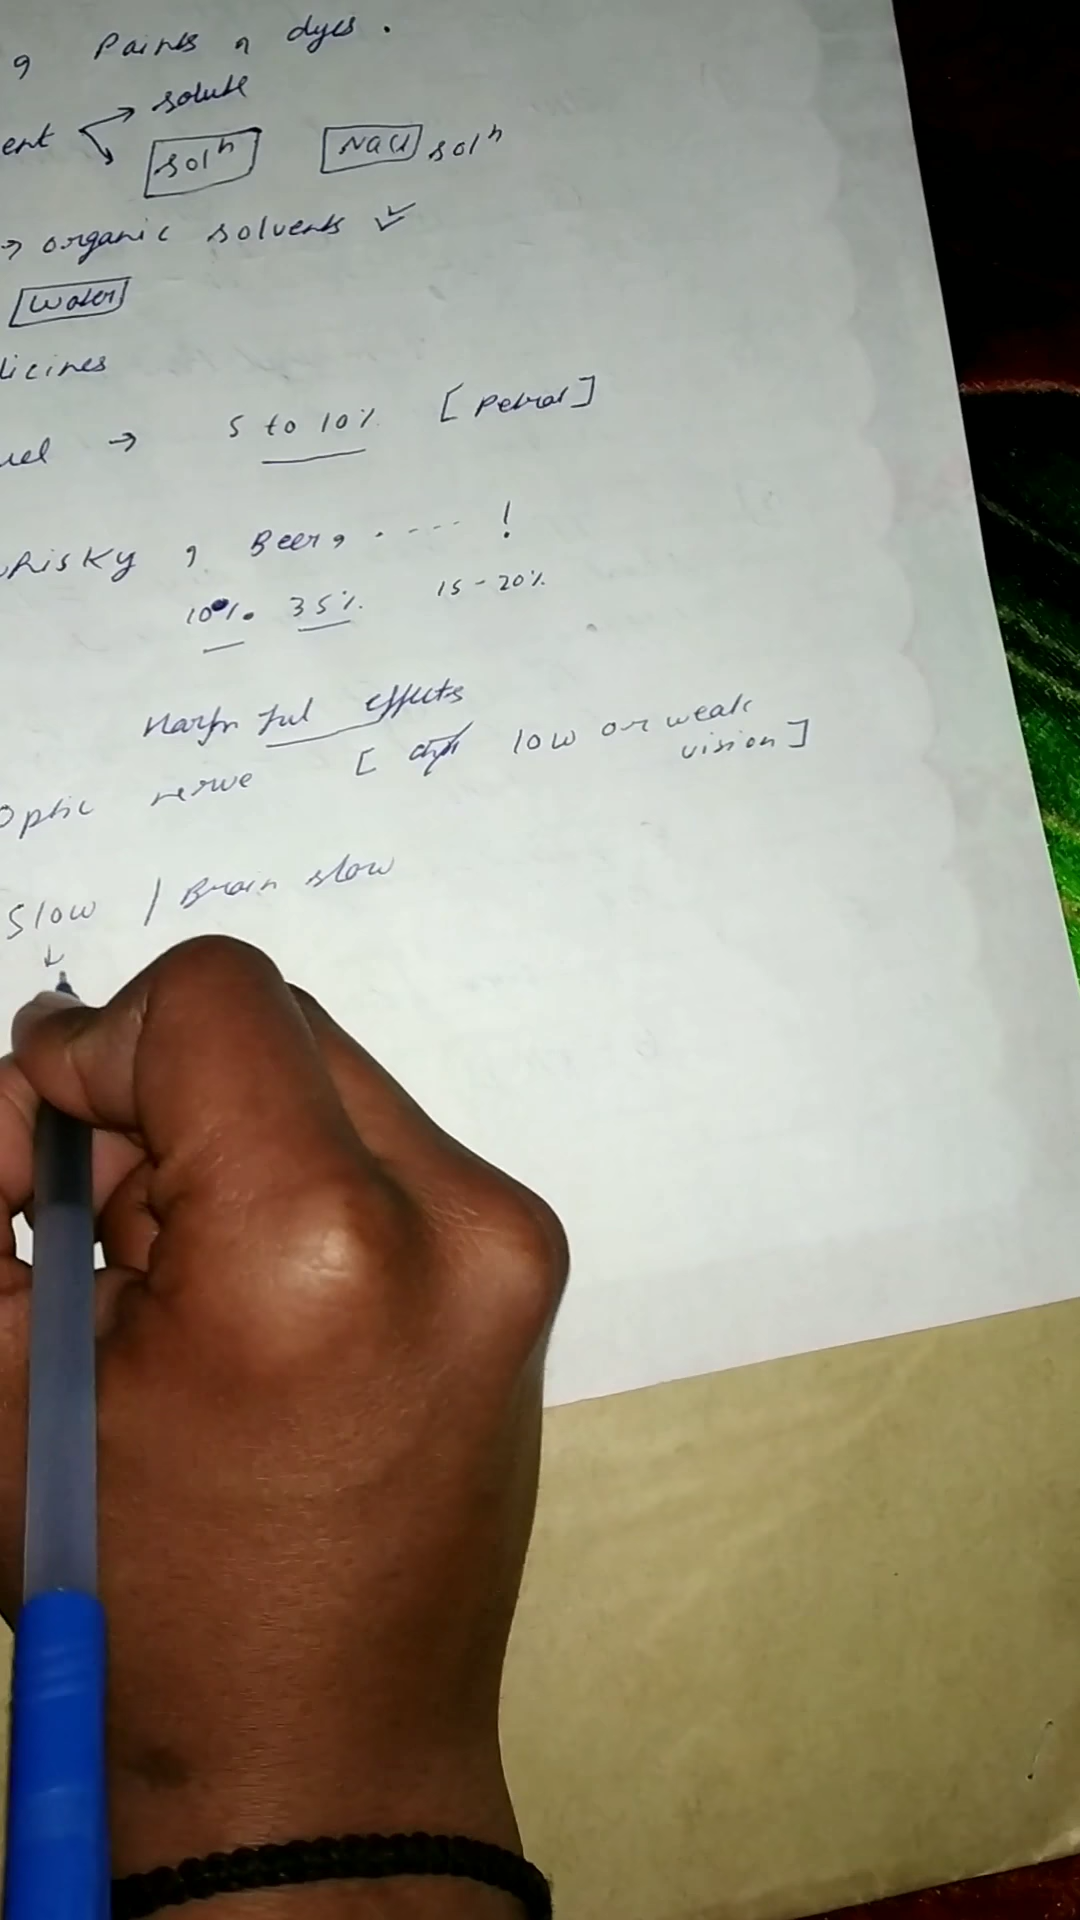 , Paints , dyes .
ent → solute
solⁿ NaCl solⁿ
→ organic solvents
water
licines
uel → 5 to 10% [ Petrol ]
hisky , Beer , . - - - - !
10%. 35% 15 - 20%
Harmful effects
Optic nerve [ low or weak
vision ]
Slow / Brain slow
↓